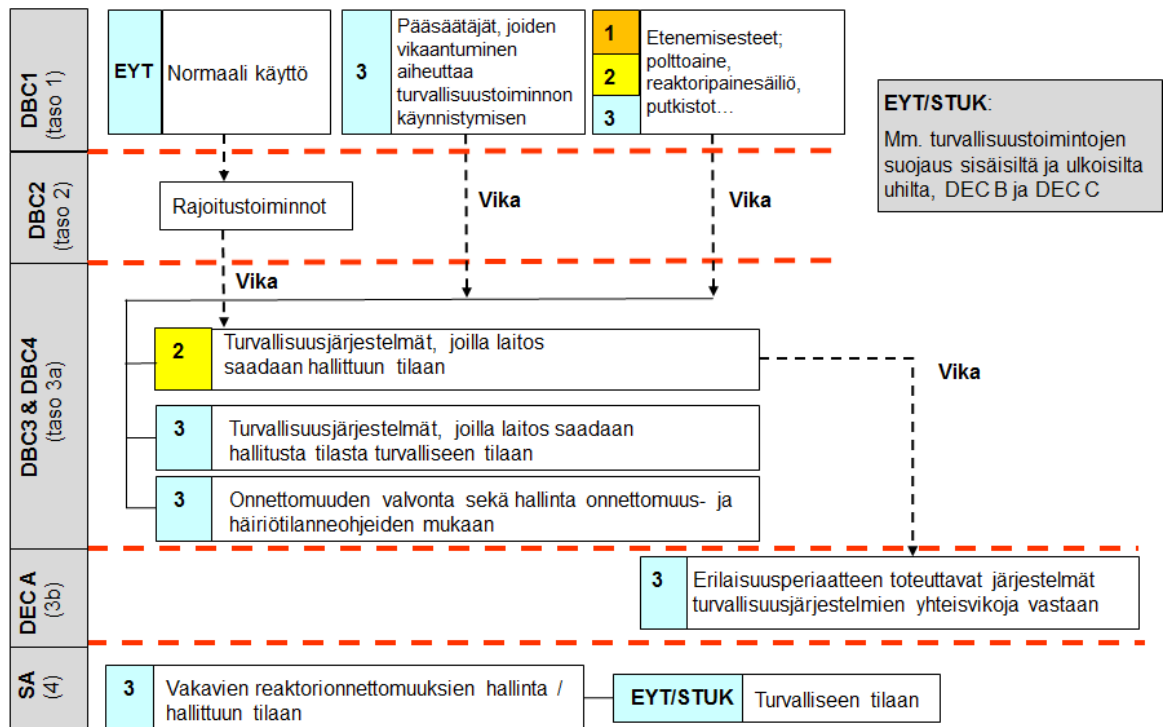 DBC1
(taso 1)
EYT
Normaali käyttö
3
Pääsäätäjät, joiden
vikaantuminen
aiheuttaa
turvallisuustoiminnon
käynnistymisen
1
2
3
Etenemisesteet;
polttoaine,
reaktoripainesäiliö,
putkistot…
EYT/STUK:
Mm. turvallisuustoimintojen
suojaus sisäisiltä ja ulkoisilta
uhilta, DEC B ja DEC C
DBC2
(taso 2)
Rajoitustoiminnot
Vika
Vika
DBC3 & DBC4
(taso 3a)
Vika
2
Turvallisuusjärjestelmät, joilla laitos
saadaan hallittuun tilaan
Vika
3
Turvallisuusjärjestelmät, joilla laitos saadaan
hallitusta tilasta turvalliseen tilaan
3
Onnettomuuden valvonta sekä hallinta onnettomuus- ja
häiriötilanneohjeiden mukaan
DEC A
(3b)
3
Erilaisuusperiaatteen toteuttavat järjestelmät
turvallisuusjärjestelmien yhteisvikoja vastaan
SA
(4)
3
Vakavien reaktorionnettomuuksien hallinta /
hallittuun tilaan
EYT/STUK
Turvalliseen tilaan